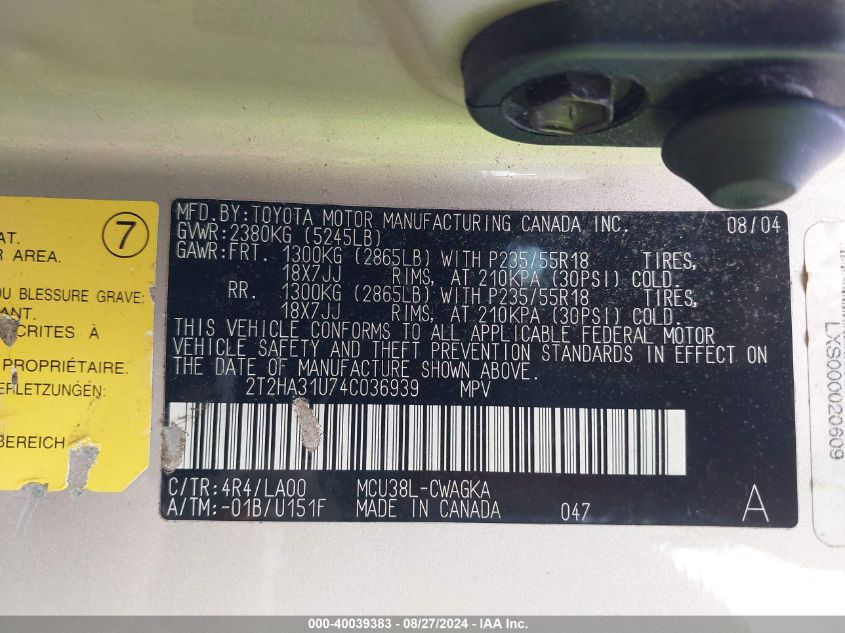 MFD.BY:TOYOTA MOTOR MANUFACTURING CANADA INC. 08/04
GVWR:2380KG (5245LB)
GAWR:FRT. 1300KG (2865LB) WITH P235/55R18 TIRES,
18X7JJ RIMS, AT 210KPA (30PSI) COLD.
RR. 1300KG (2865LB) WITH P235/55R18 TIRES,
18X7JJ RIMS, AT 210KPA (30PSI) COLD.
THIS VEHICLE CONFORMS TO ALL APPLICABLE FEDERAL MOTOR
VEHICLE SAFETY AND THEFT PREVENTION STANDARDS IN EFFECT ON
THE DATE OF MANUFACTURE SHOWN ABOVE.
2T2HA31U74C036939 MPV
C/TR:4R4/LA00 MCU38L-CWAGKA
A/TM:-01B/U151F MADE IN CANADA 047 A
7
AT.
R AREA.
OU BLESSURE GRAVE:
ANT.
SCRITES À
PROPRIÉTAIRE.
ERLETZUNGEN:
BEREICH
LXS000020609
000-40039383 - 08/27/2024 - IAA Inc.